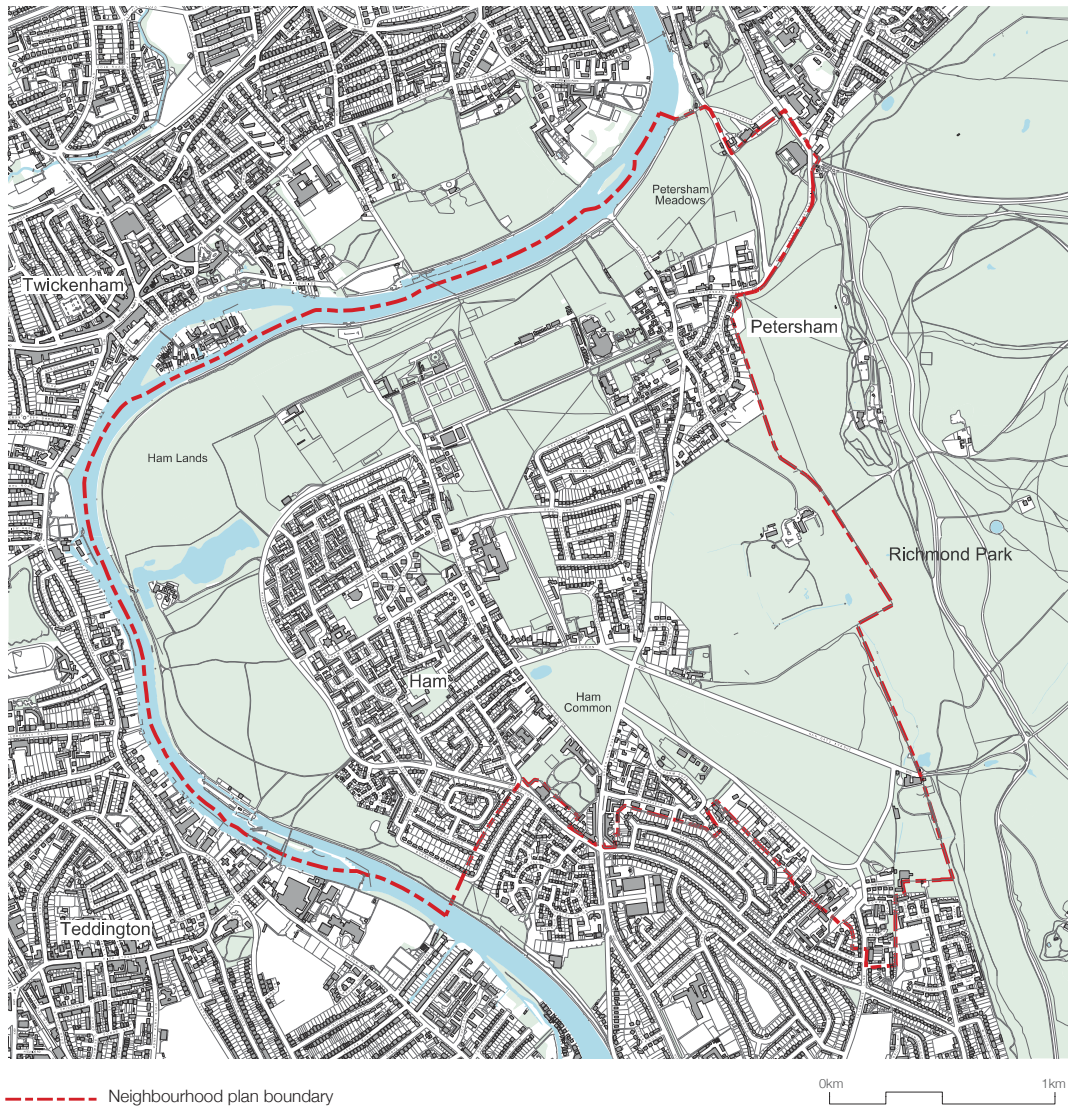 Petersham
Meadows
Twickenham
Petersham
Ham Lands
Richmond Park
Ham
Ham
Common
Teddington
Neighbourhood plan boundary
0km
1km